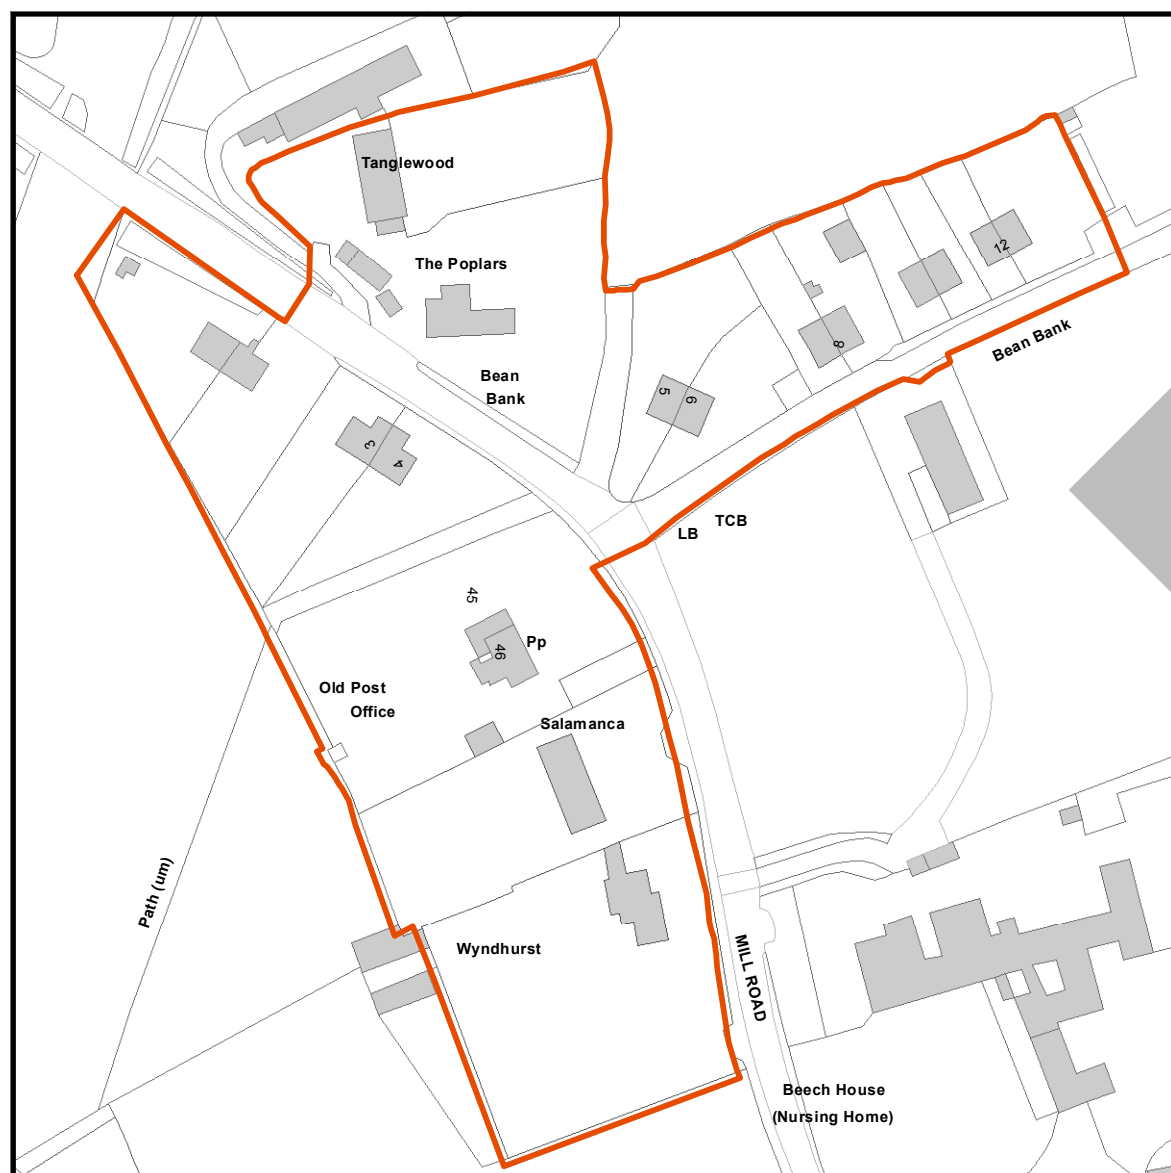 Tanglewood
The Poplars
12
Bean Bank
8
Bean
Bank
5
6
3
4
LB
TCB
45
46
Pp
Old Post
Office
Salamanca
Path (um)
Wyndhurst
MILL ROAD
Beech House
(Nursing Home)